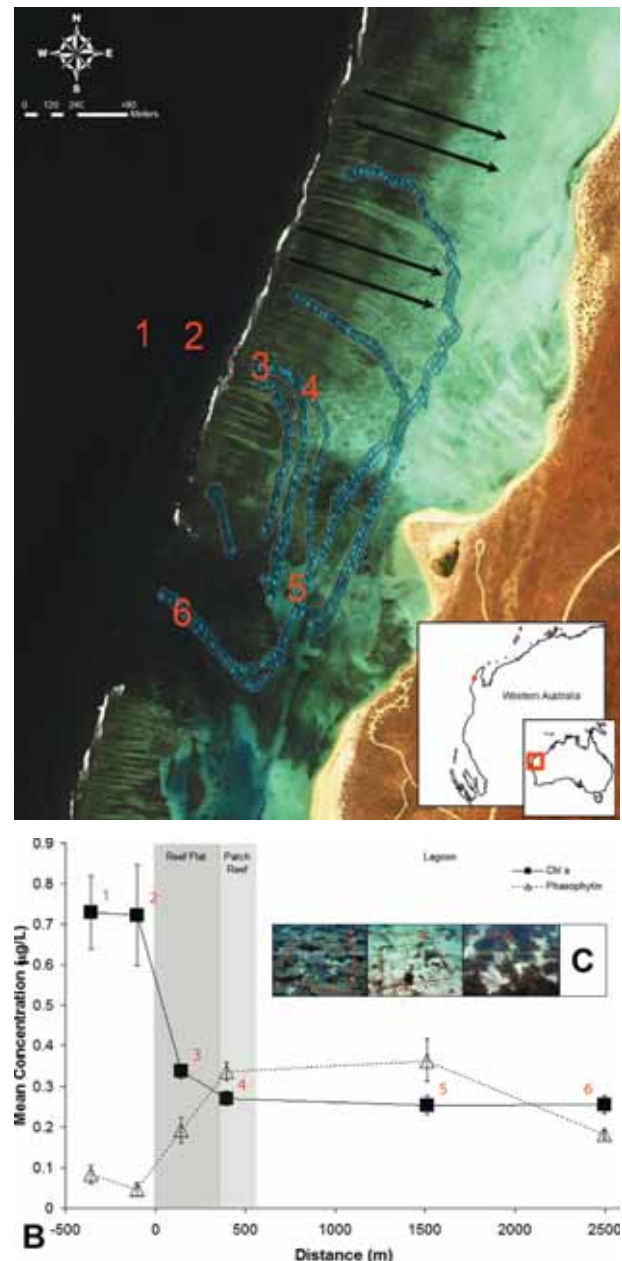 N
W E
S
0 120 240 480
Meters
1 2
3
4
5
6
Western Australia
Reef Flat
Patch
Reef
Lagoon
Chl a
Phaeophytin
0.9
0.8
0.7
0.6
0.5
0.4
0.3
0.2
0.1
0
1
2
3
4
5
6
C
Mean Concentration (µg/L)
-500 0 500 1000 1500 2000 2500
B
Distance (m)